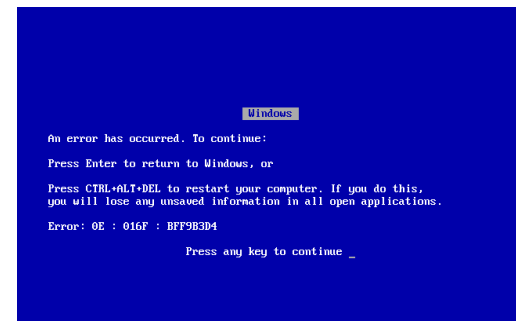 Windows
An error has occurred. To continue:
Press Enter to return to Windows, or
Press CTRL+ALT+DEL to restart your computer. If you do this,
you will lose any unsaved information in all open applications.
Error: 0E : 016F : BFF9B3D4
Press any key to continue _